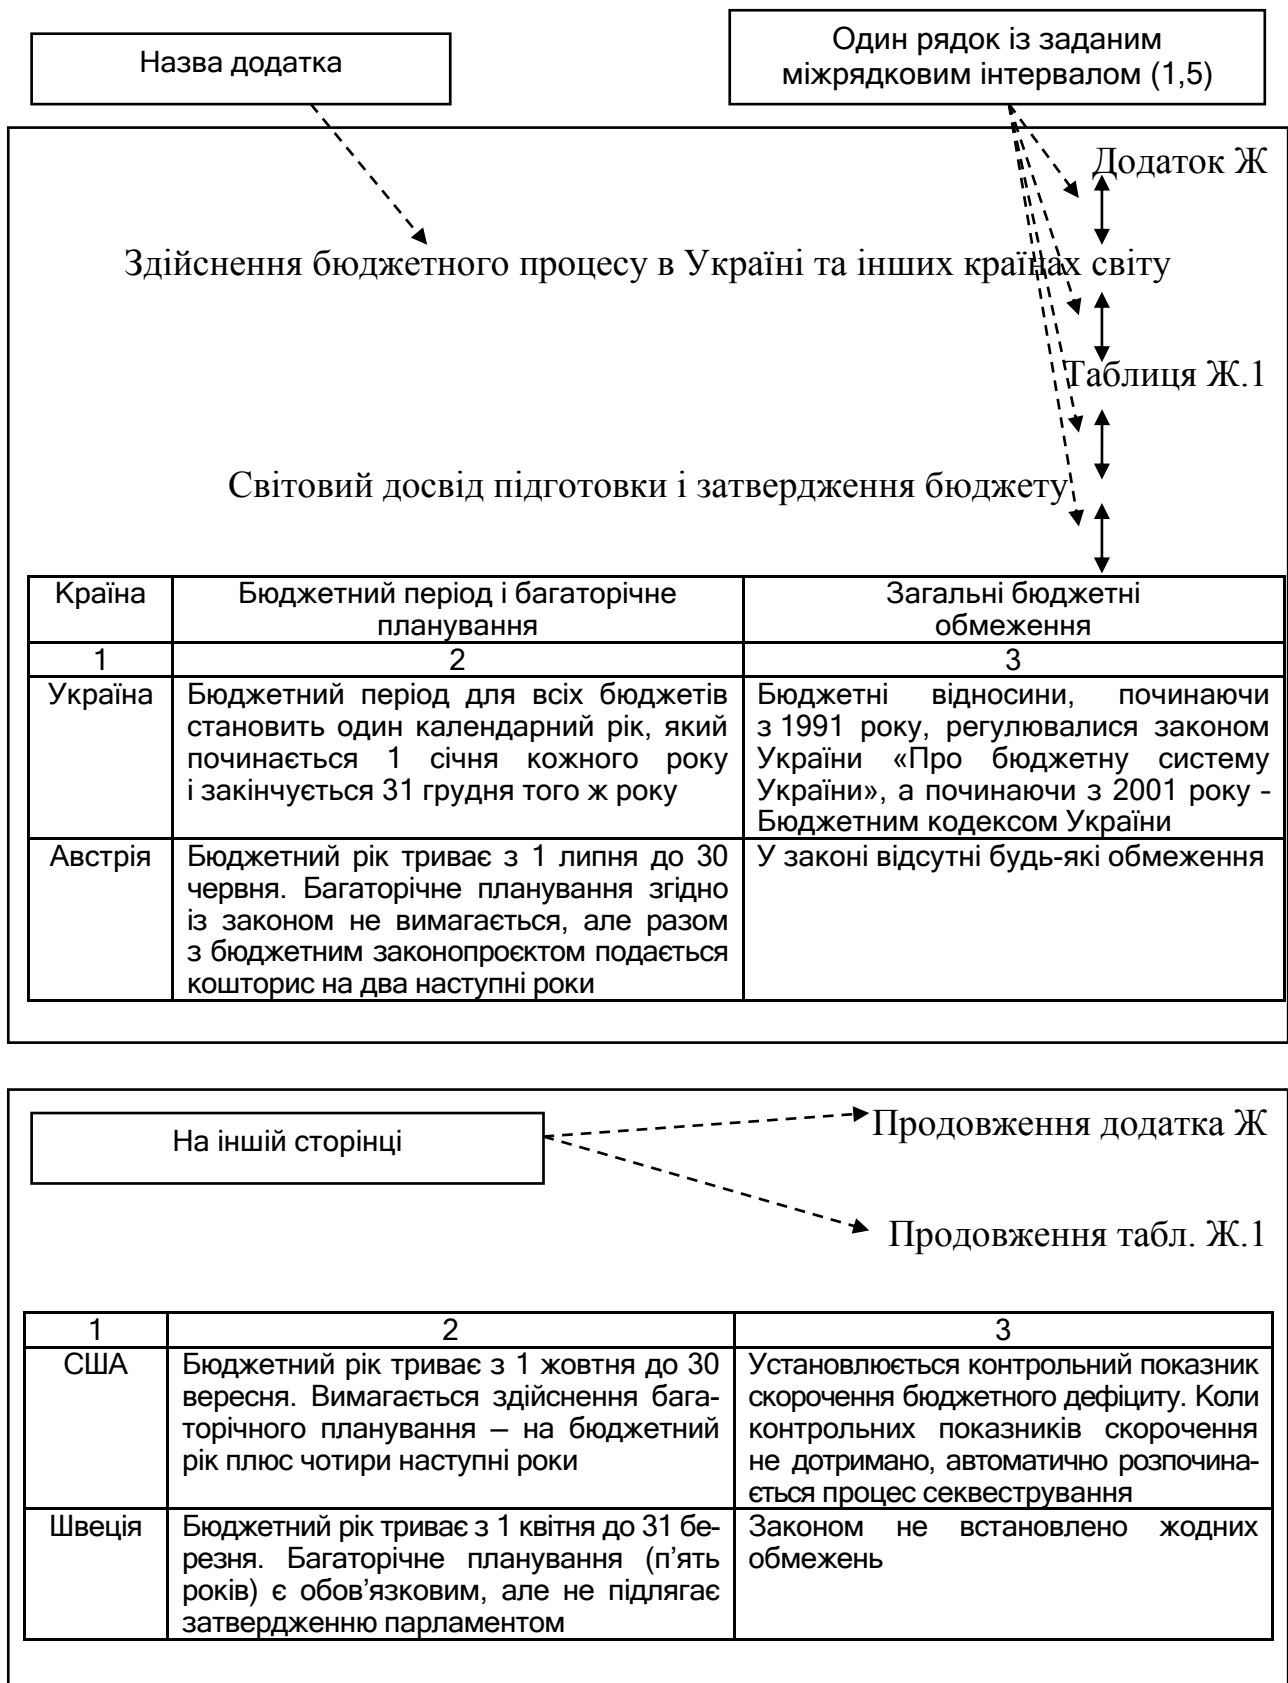 Назва додатка
Один рядок із заданим
міжрядковим інтервалом (1,5)
Додаток Ж
Здійснення бюджетного процесу в Україні та інших країнах світу
Таблиця Ж.1
Світовий досвід підготовки і затвердження бюджету
Країна
Бюджетний період і багаторічне
планування
Загальні бюджетні
обмеження
1
2
3
Україна
Бюджетний період для всіх бюджетів
становить один календарний рік, який
починається 1 січня кожного року
і закінчується 31 грудня того ж року
Бюджетні відносини, починаючи
з 1991 року, регулювалися законом
України «Про бюджетну систему
України», а починаючи з 2001 року -
Бюджетним кодексом України
Австрія
Бюджетний рік триває з 1 липня до 30
червня. Багаторічне планування згідно
із законом не вимагається, але разом
з бюджетним законопроєктом подається
кошторис на два наступні роки
У законі відсутні будь-які обмеження
На іншій сторінці
Продовження додатка Ж
Продовження табл. Ж.1
1
2
3
США
Бюджетний рік триває з 1 жовтня до 30
вересня. Вимагається здійснення бага-
торічного планування – на бюджетний
рік плюс чотири наступні роки
Установлюється контрольний показник
скорочення бюджетного дефіциту. Коли
контрольних показників скорочення
не дотримано, автоматично розпочина-
ється процес секвестрування
Швеція
Бюджетний рік триває з 1 квітня до 31 бе-
резня. Багаторічне планування (п’ять
років) є обов’язковим, але не підлягає
затвердженню парламентом
Законом не встановлено жодних
обмежень